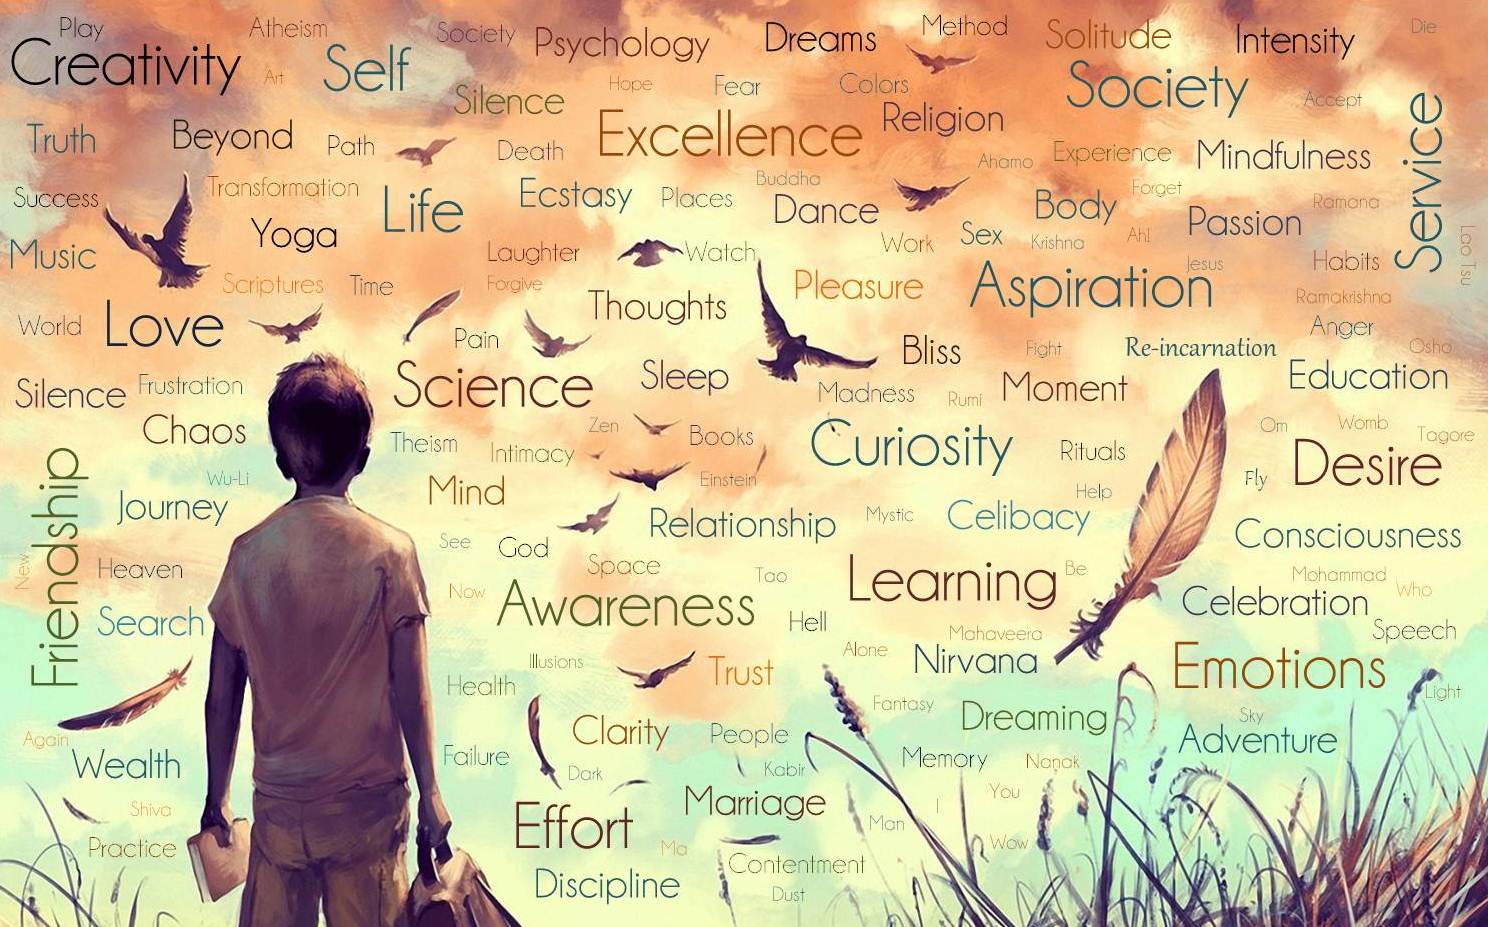 Play
Atheism
Society
Psychology
Dreams
Method
Solitude
Intensity
Die
Creativity
Art
Self
Silence
Hope
Fear
Colors
Society
Accept
Service
Truth
Beyond
Path
Death
Excellence
Religion
Ahamo
Experience
Mindfulness
Success
Transformation
Life
Ecstasy
Places
Buddha
Dance
Body
Forget
Ramana
Music
Yoga
Laughter
Watch
Work
Sex
Krishna
Ah!
Passion
Lao Tsu
Scriptures
Time
Forgive
Thoughts
Pleasure
Aspiration
Jesus
Habits
World
Love
Pain
Ramakrishna
Anger
Bliss
Fight
Re-incarnation
Osho
Silence
Frustration
Science
Sleep
Madness
Rumi
Moment
Education
Chaos
Theism
Intimacy
Zen
Books
Curiosity
Rituals
Om
Womb
Tagore
Friendship
Wu-Li
Mind
Einstein
Help
Fly
Desire
Journey
See
God
Relationship
Mystic
Celibacy
Consciousness
New
Heaven
Space
Tao
Learning
Be
Mohammad
Who
Search
Now
Awareness
Hell
Mahaveera
Celebration
Speech
Illusions
Alone
Nirvana
Emotions
Health
Trust
Light
Again
Clarity
People
Fantasy
Dreaming
Sky
Adventure
Wealth
Failure
Dark
Kabir
Memory
Nanak
Shiva
Effort
Marriage
I
You
Man
Practice
Ma
Wow
Contentment
Discipline
Dust